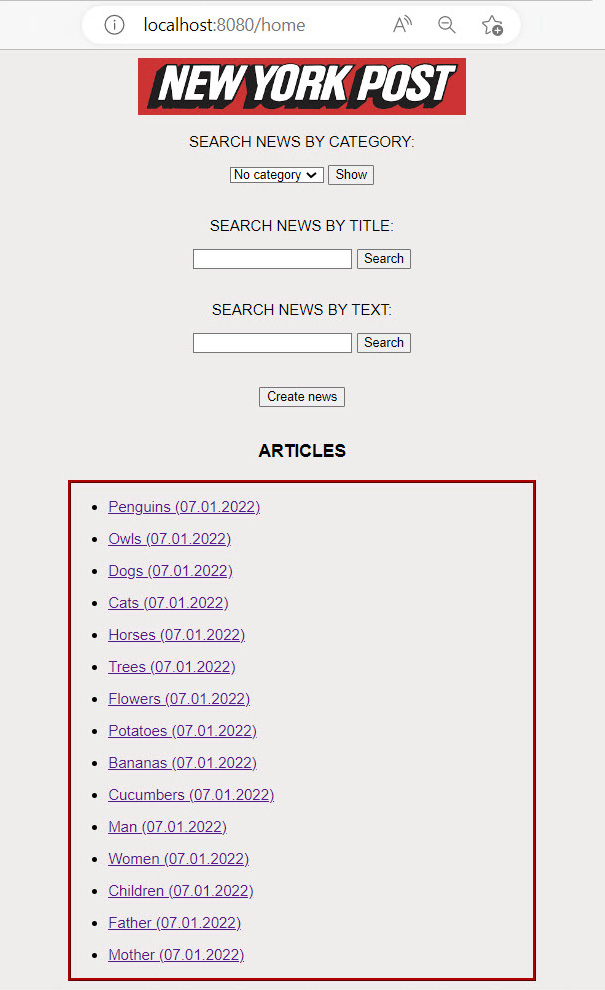 localhost:8080/home
NEW YORK POST
SEARCH NEWS BY CATEGORY:
No category Show
SEARCH NEWS BY TITLE:
Search
SEARCH NEWS BY TEXT:
Search
Create news
ARTICLES
Penguins (07.01.2022)
Owls (07.01.2022)
Dogs (07.01.2022)
Cats (07.01.2022)
Horses (07.01.2022)
Trees (07.01.2022)
Flowers (07.01.2022)
Potatoes (07.01.2022)
Bananas (07.01.2022)
Cucumbers (07.01.2022)
Man (07.01.2022)
Women (07.01.2022)
Children (07.01.2022)
Father (07.01.2022)
Mother (07.01.2022)